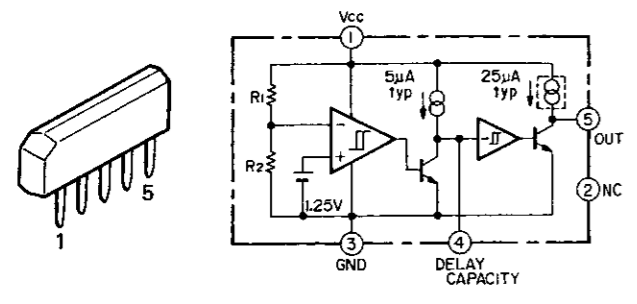 Vcc
1
5μA
typ
25μA
typ
R1
R2
-
+
1.25V
5
OUT
2 NC
3
GND
4
DELAY
CAPACITY
1
5